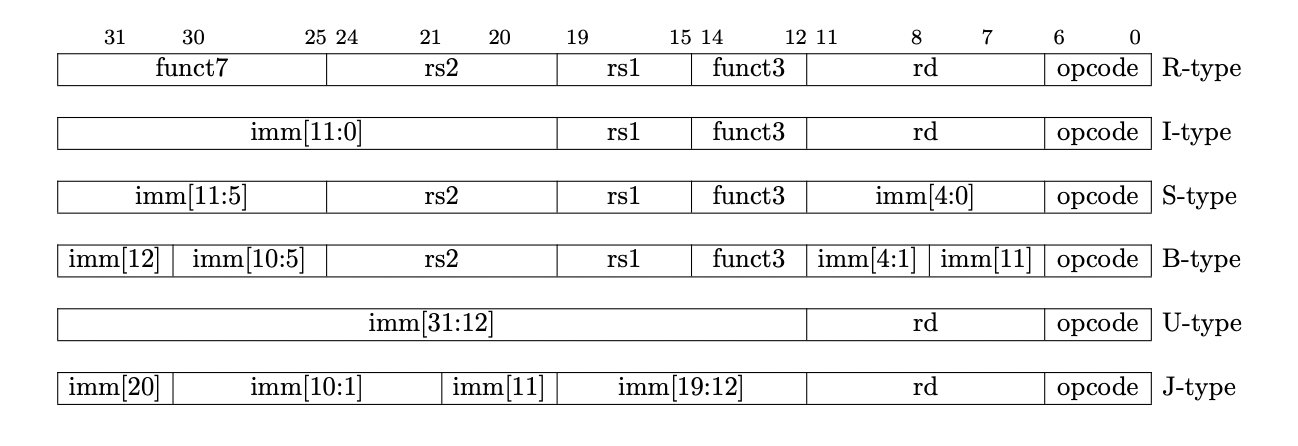 31 30 25 24 21 20 19 15 14 12 11 8 7 6 0
funct7 rs2 rs1 funct3 rd opcode R-type
imm[11:0] rs1 funct3 rd opcode I-type
imm[11:5] rs2 rs1 funct3 imm[4:0] opcode S-type
imm[12] imm[10:5] rs2 rs1 funct3 imm[4:1] imm[11] opcode B-type
imm[31:12] rd opcode U-type
imm[20] imm[10:1] imm[11] imm[19:12] rd opcode J-type